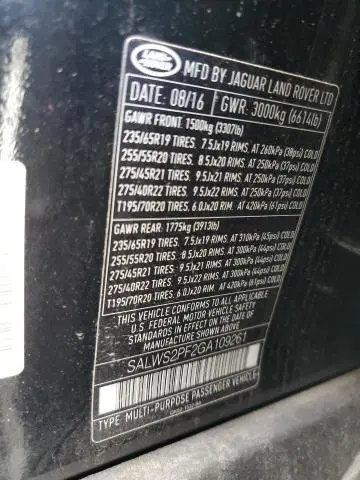 LAND ROVER
MFD BY JAGUAR LAND ROVER LTD
DATE: 08/16 GWR: 3000kg (6614lb)
GAWR FRONT: 1500kg (3307lb)
235/65R19 TIRES. 7.5Jx19 RIMS. AT 260kPa (38psi) COLD
255/55R20 TIRES. 8.5Jx20 RIMS. AT 250kPa (37psi) COLD
275/45R21 TIRES. 9.5Jx21 RIMS. AT 250kPa (37psi) COLD
275/40R22 TIRES. 9.5Jx22 RIMS. AT 250kPa (37psi) COLD
T195/70R20 TIRES. 6.0Jx20 RIM. AT 420kPa (61psi) COLD
GAWR REAR: 1775kg (3913lb)
235/65R19 TIRES. 7.5Jx19 RIMS. AT 310kPa (45psi) COLD
255/55R20 TIRES. 8.5Jx20 RIMS. AT 300kPa (44psi) COLD
275/45R21 TIRES. 9.5Jx21 RIMS. AT 300kPa (44psi) COLD
275/40R22 TIRES. 9.5Jx22 RIMS. AT 300kPa (44psi) COLD
T195/70R20 TIRES. 6.0Jx20 RIM. AT 420kPa (61psi) COLD
THIS VEHICLE CONFORMS TO ALL APPLICABLE
U.S. FEDERAL MOTOR VEHICLE SAFETY STANDARDS
IN EFFECT ON THE DATE OF MANUFACTURE SHOWN ABOVE
SALWS2PF2GA109261
TYPE: MULTI-PURPOSE PASSENGER VEHICLE